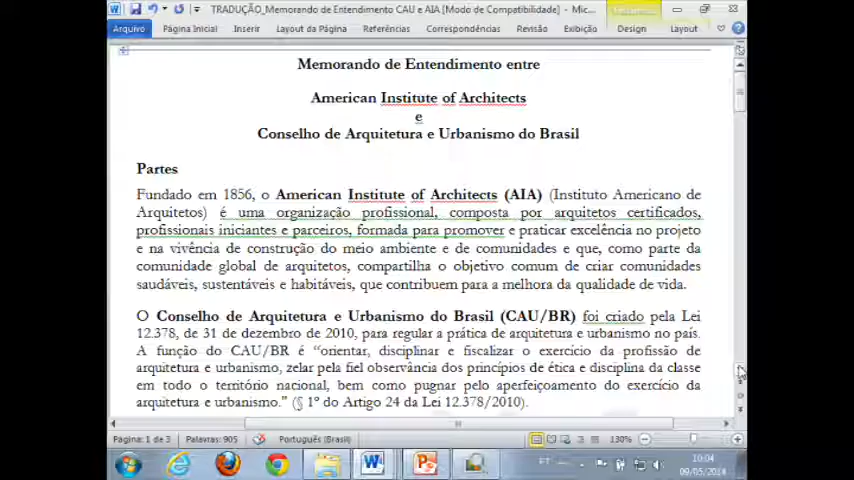 TRADUÇÃO_Memorando de Entendimento CAU e AIA [Modo de Compatibilidade] - Mic...
Arquivo Página Inicial Inserir Layout da Página Referências Correspondências Revisão Exibição Design Layout
Memorando de Entendimento entre
American Institute of Architects
e
Conselho de Arquitetura e Urbanismo do Brasil
Partes
Fundado em 1856, o American Institute of Architects (AIA) (Instituto Americano de
Arquitetos) é uma organização profissional, composta por arquitetos certificados,
profissionais iniciantes e parceiros, formada para promover e praticar excelência no projeto
e na vivência de construção do meio ambiente e de comunidades e que, como parte da
comunidade global de arquitetos, compartilha o objetivo comum de criar comunidades
saudáveis, sustentáveis e habitáveis, que contribuem para a melhora da qualidade de vida.
O Conselho de Arquitetura e Urbanismo do Brasil (CAU/BR) foi criado pela Lei
12.378, de 31 de dezembro de 2010, para regular a prática de arquitetura e urbanismo no país.
A função do CAU/BR é “orientar, disciplinar e fiscalizar o exercício da profissão de
arquitetura e urbanismo, zelar pela fiel observância dos princípios de ética e disciplina da classe
em todo o território nacional, bem como pugnar pelo aperfeiçoamento do exercício da
arquitetura e urbanismo.” (§ 1º do Artigo 24 da Lei 12.378/2010).
Página: 1 de 3 Palavras: 905 Português (Brasil) 130%
PT 10:04
09/05/2014